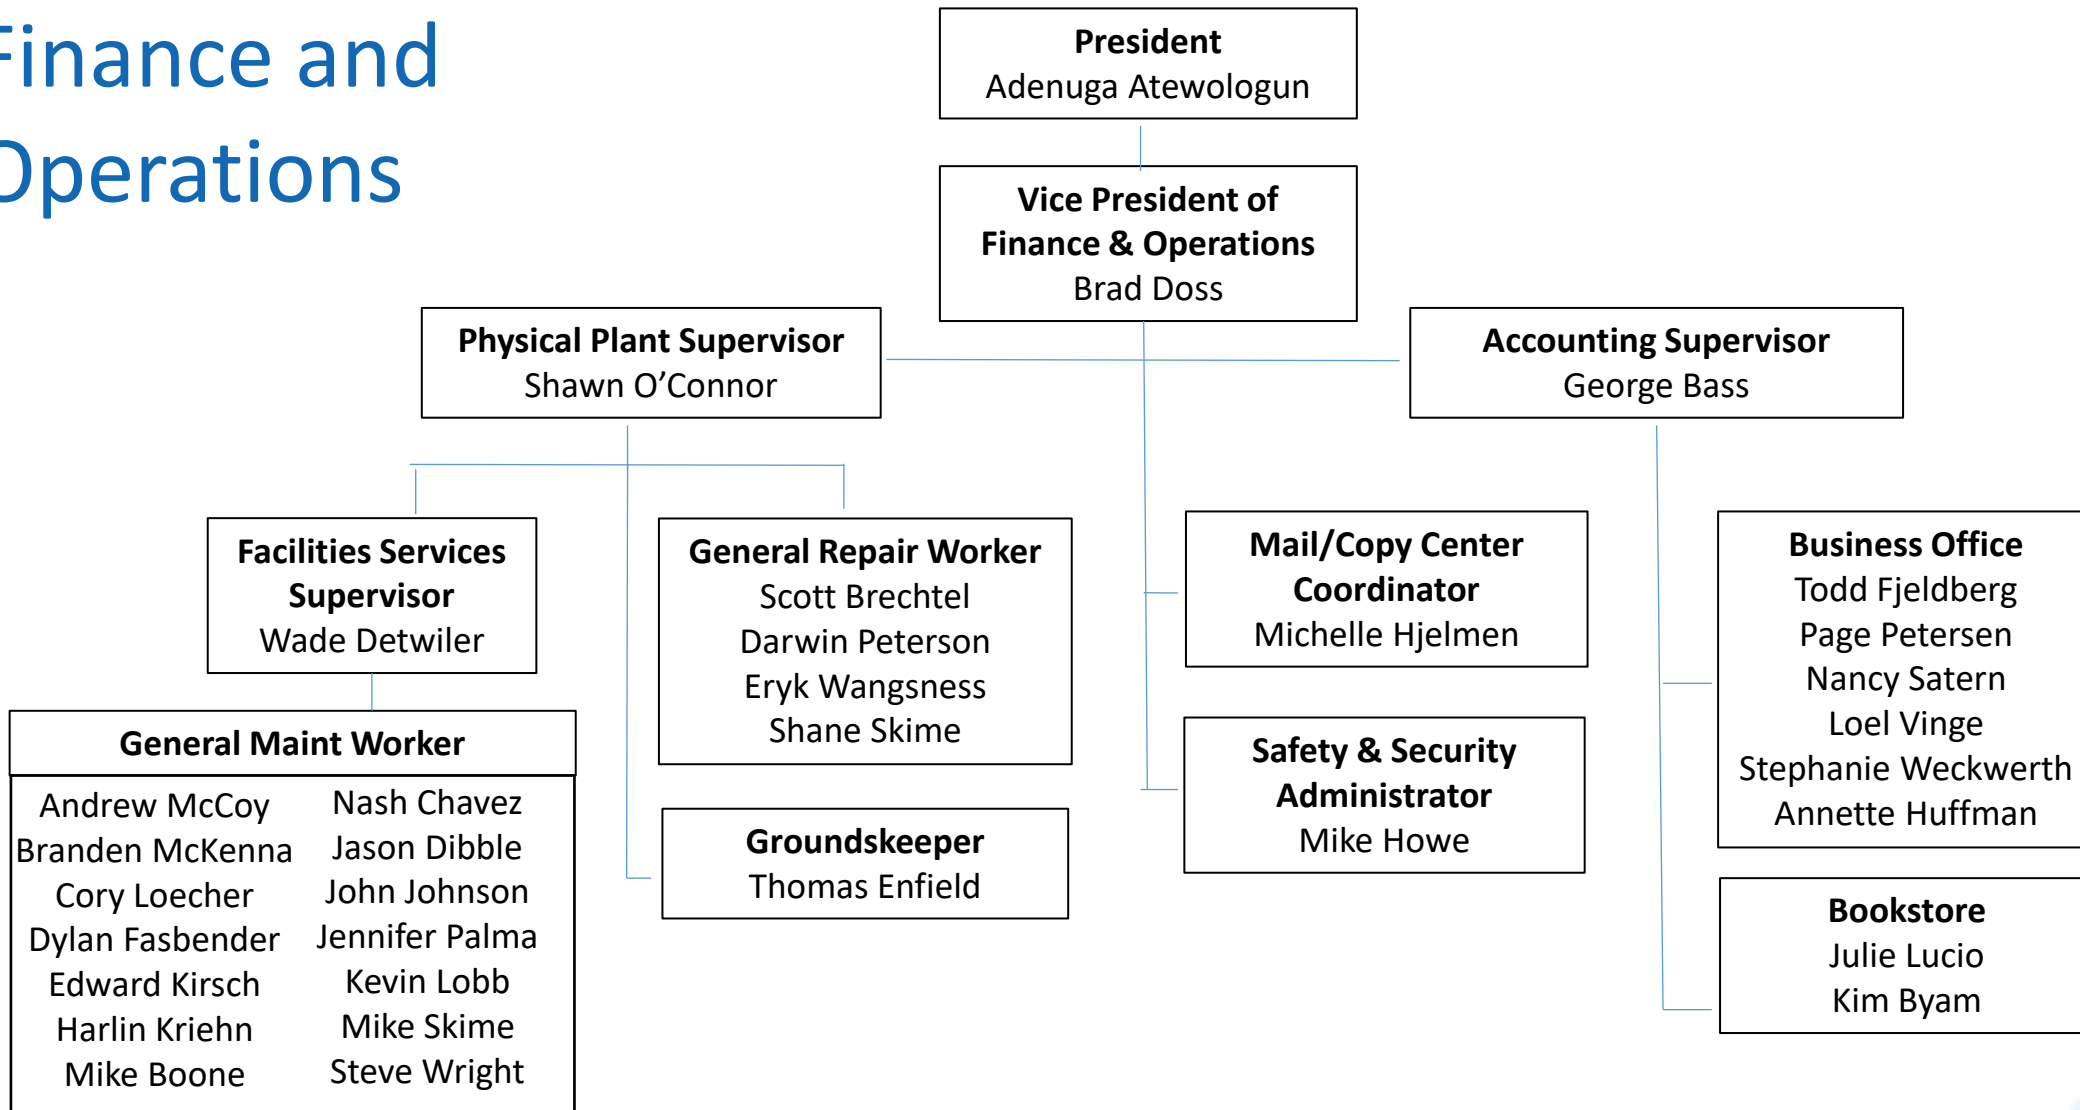 Finance and
Operations
President
Adenuga Atewologun
Vice President of
Finance & Operations
Brad Doss
Physical Plant Supervisor
Shawn O’Connor
Accounting Supervisor
George Bass
Facilities Services
Supervisor
Wade Detwiler
General Repair Worker
Scott Brechtel
Darwin Peterson
Eryk Wangsness
Shane Skime
Mail/Copy Center
Coordinator
Michelle Hjelmen
Business Office
Todd Fjeldberg
Page Petersen
Nancy Satern
Loel Vinge
Stephanie Weckwerth
Annette Huffman
General Maint Worker
Andrew McCoy
Branden McKenna
Cory Loecher
Dylan Fasbender
Edward Kirsch
Harlin Kriehn
Mike Boone
Nash Chavez
Jason Dibble
John Johnson
Jennifer Palma
Kevin Lobb
Mike Skime
Steve Wright
Groundskeeper
Thomas Enfield
Safety & Security
Administrator
Mike Howe
Bookstore
Julie Lucio
Kim Byam